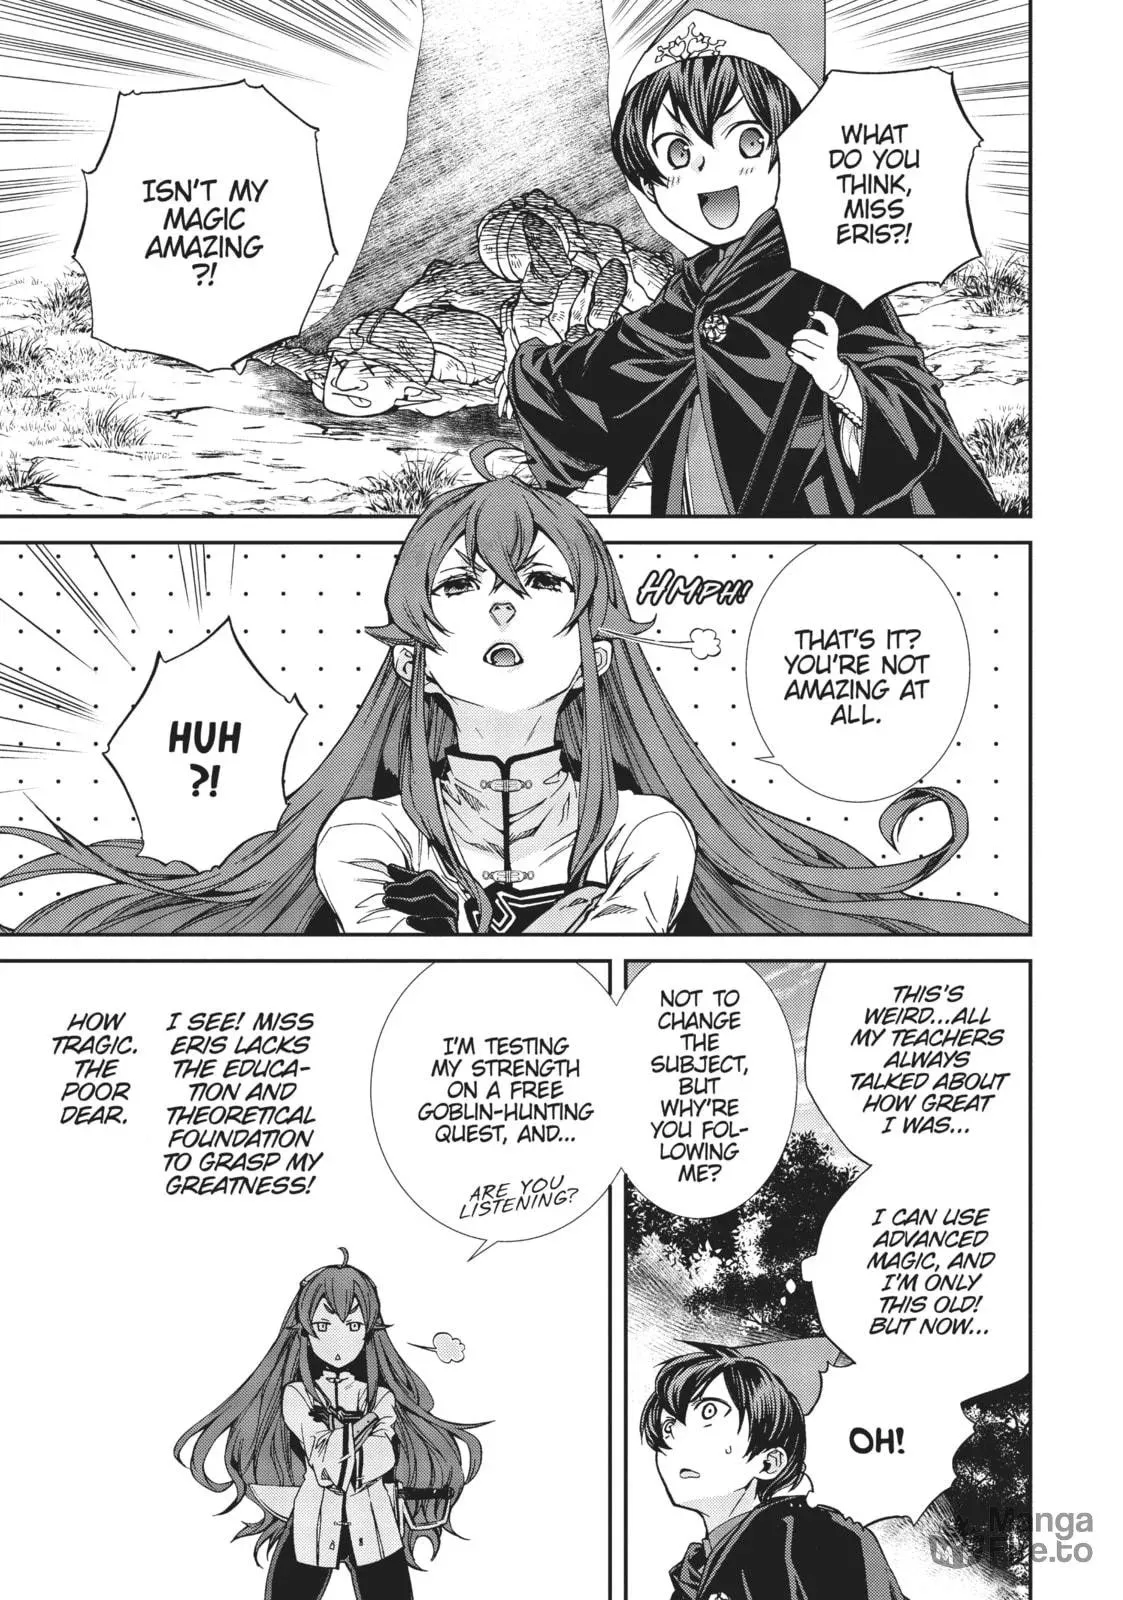 WHAT
DO YOU
THINK,
MISS
ERIS?!
ISN'T MY
MAGIC
AMAZING
?!
HMPH!
THAT'S IT?
YOU'RE NOT
AMAZING AT
ALL.
HUH
?!
THIS'S
WEIRD...ALL
MY TEACHERS
ALWAYS
TALKED ABOUT
HOW GREAT
I WAS...
I CAN USE
ADVANCED
MAGIC, AND
I'M ONLY
THIS OLD!
BUT NOW...
OH!
NOT TO
CHANGE
THE
SUBJECT,
BUT
WHY'RE
YOU FOL-
LOWING
ME?
I'M TESTING
MY STRENGTH
ON A FREE
GOBLIN-HUNTING
QUEST, AND...
ARE YOU
LISTENING?
I SEE! MISS
ERIS LACKS
THE EDUCA-
TION AND
THEORETICAL
FOUNDATION
TO GRASP MY
GREATNESS!
HOW
TRAGIC.
THE
POOR
DEAR.
Manga
Fire.to